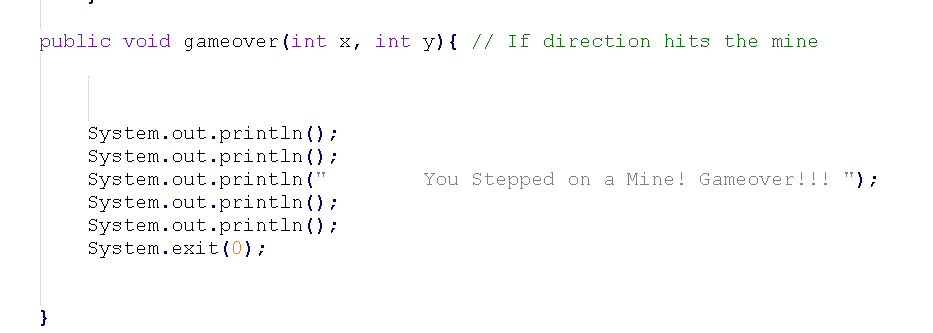 public void gameover(int x, int y){ // If direction hits the mine
System.out.println();
System.out.println();
System.out.println("        You Stepped on a Mine! Gameover!!! ");
System.out.println();
System.out.println();
System.exit(0);
}